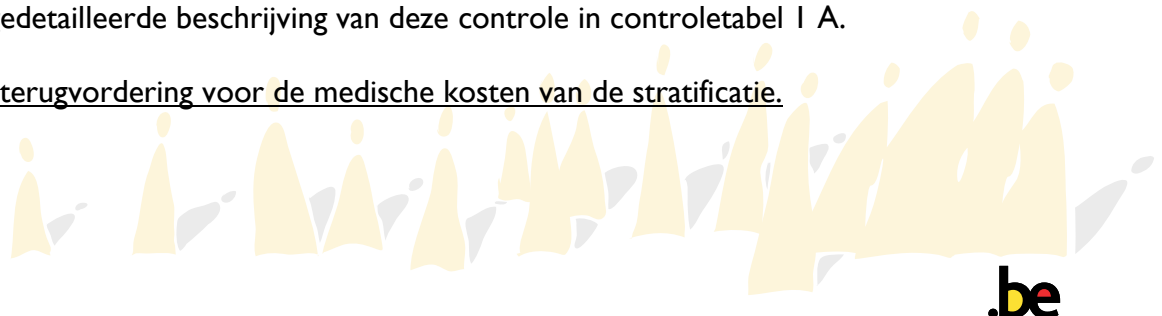 edetailleerde beschrijving van deze controle in controletabel 1 A.
terugvordering voor de medische kosten van de stratificatie.
.be